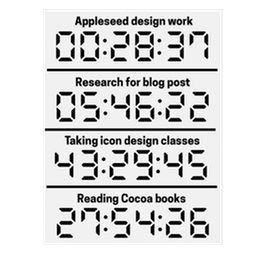 Appleseed design work
00:28:37
Research for blog post
05:46:22
Taking icon design classes
43:29:45
Reading Cocoa books
27:54:26